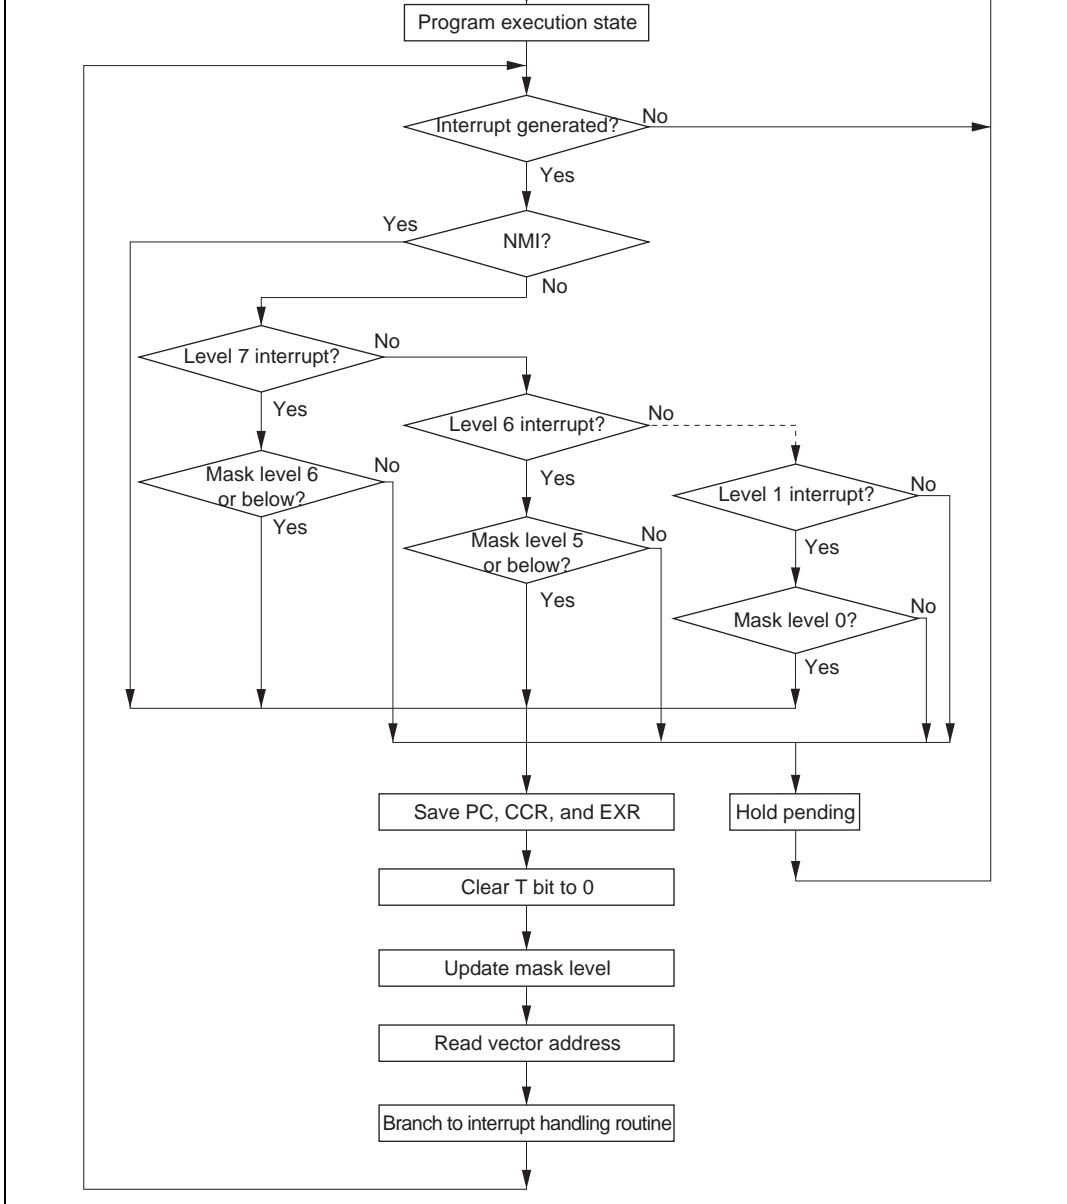 Program execution state
Interrupt generated?
No
Yes
Yes
NMI?
No
Level 7 interrupt?
No
Yes
Level 6 interrupt?
No
Mask level 6
or below?
No
Yes
Yes
Level 1 interrupt?
No
Mask level 5
or below?
No
Yes
Yes
Mask level 0?
No
Yes
Save PC, CCR, and EXR
Hold pending
Clear T bit to 0
Update mask level
Read vector address
Branch to interrupt handling routine